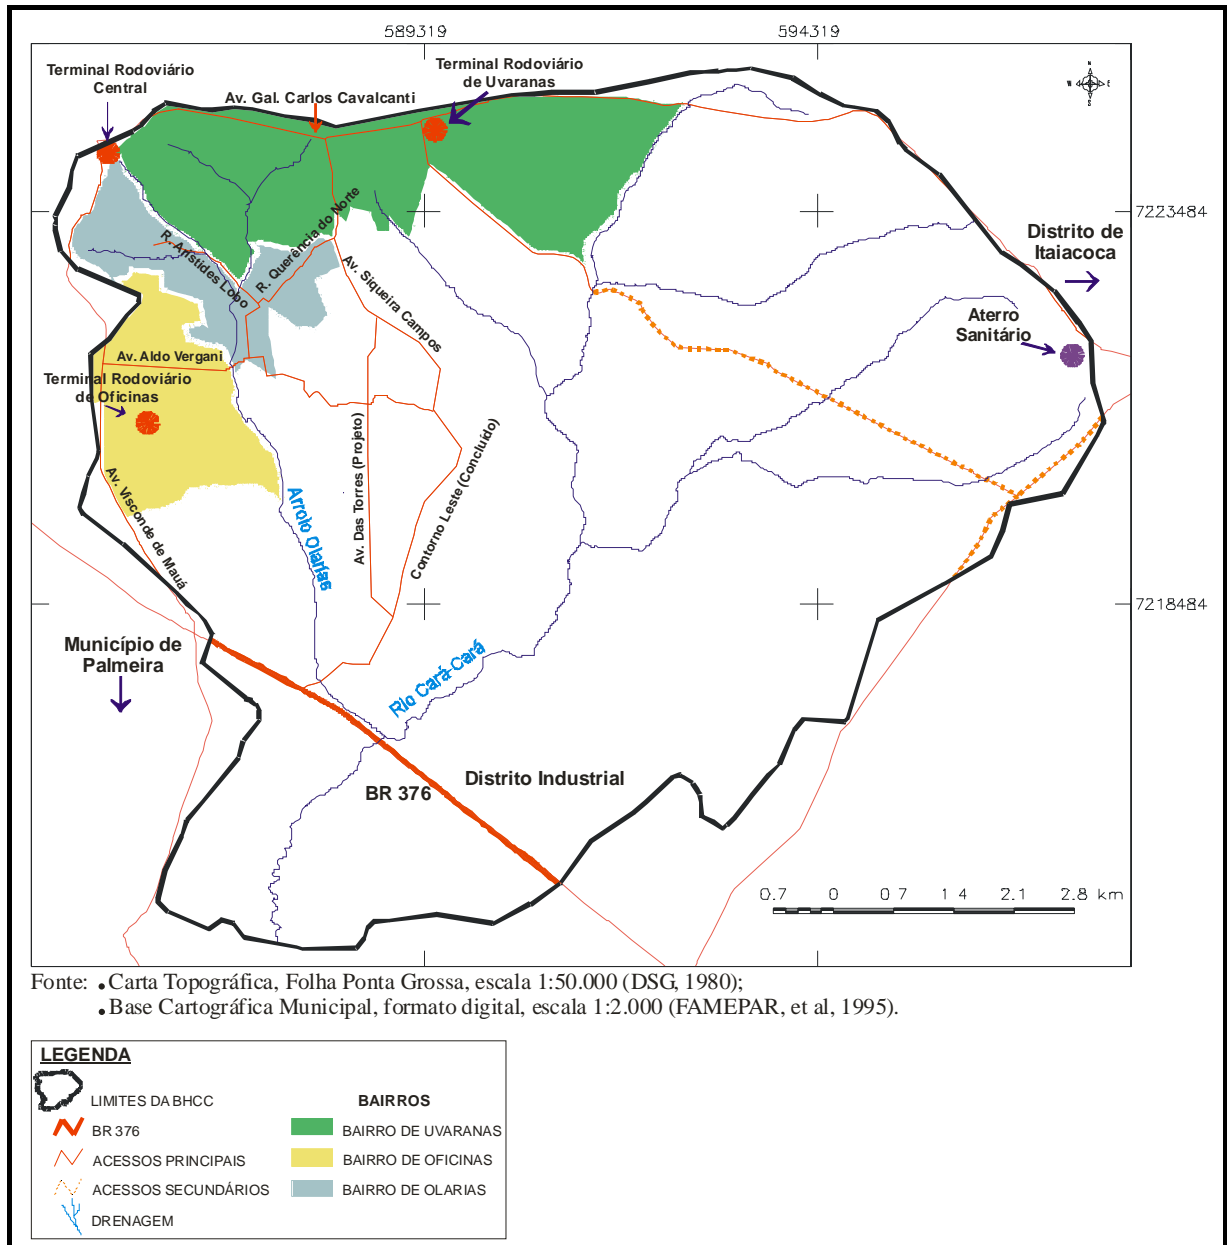 589319
594319
Terminal Rodoviário
Central
Av. Gal. Carlos Cavalcanti
Terminal Rodoviário
de Uvaranas
N
W E
S
7223484
R. Arístides Lobo
R. Querência do Norte
Av. Siqueira Campos
Distrito de
Itaiacoca
Aterro
Sanitário
Av. Aldo Vergani
Terminal Rodoviário
de Oficinas
Av. Visconde de Mauá
Arroio Olarias
Av. Das Torres (Projeto)
Contorno Leste (Concluído)
7218484
Município de
Palmeira
Rio Cará-Cará
BR 376
Distrito Industrial
0.7 0 0 7 1 4 2.1 2.8 km
Fonte: • Carta Topográfica, Folha Ponta Grossa, escala 1:50.000 (DSG, 1980);
• Base Cartográfica Municipal, formato digital, escala 1:2.000 (FAMEPAR, et al, 1995).
LEGENDA
LIMITES DA BHCC
BR 376
ACESSOS PRINCIPAIS
ACESSOS SECUNDÁRIOS
DRENAGEM
BAIRROS
BAIRRO DE UVARANAS
BAIRRO DE OFICINAS
BAIRRO DE OLARIAS